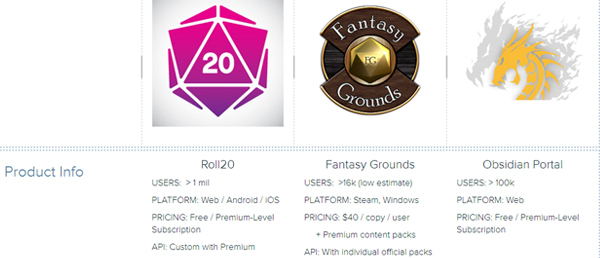 20
Fantasy
FG
Grounds
Product Info
Roll20
USERS: > 1 mil
PLATFORM: Web / Android / iOS
PRICING: Free / Premium-Level
Subscription
API: Custom with Premium
Fantasy Grounds
USERS: >16k (low estimate)
PLATFORM: Steam, Windows
PRICING: $40 / copy / user
+ Premium content packs
API: With individual official packs
Obsidian Portal
USERS: > 100k
PLATFORM: Web
PRICING: Free / Premium-Level
Subscription